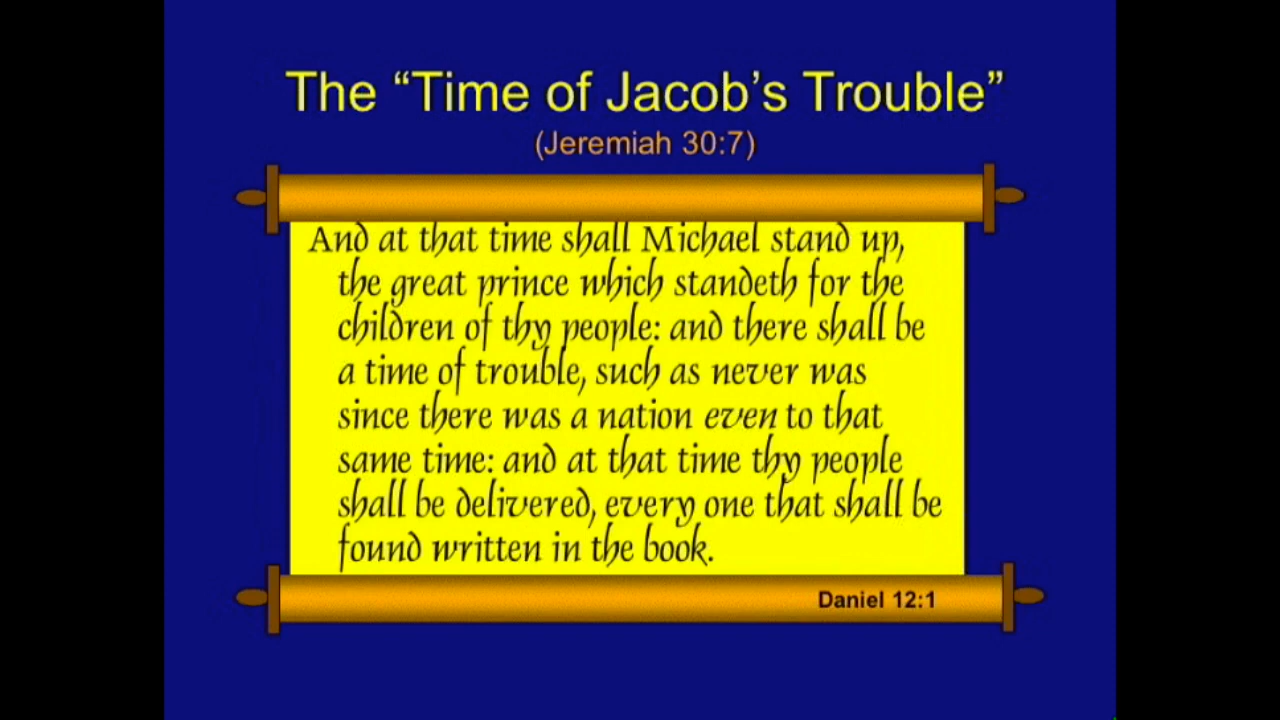 The “Time of Jacob’s Trouble”
(Jeremiah 30:7)
And at that time shall Michael stand up,
the great prince which standeth for the
children of thy people: and there shall be
a time of trouble, such as never was
since there was a nation even to that
same time: and at that time thy people
shall be delivered, every one that shall be
found written in the book.
Daniel 12:1